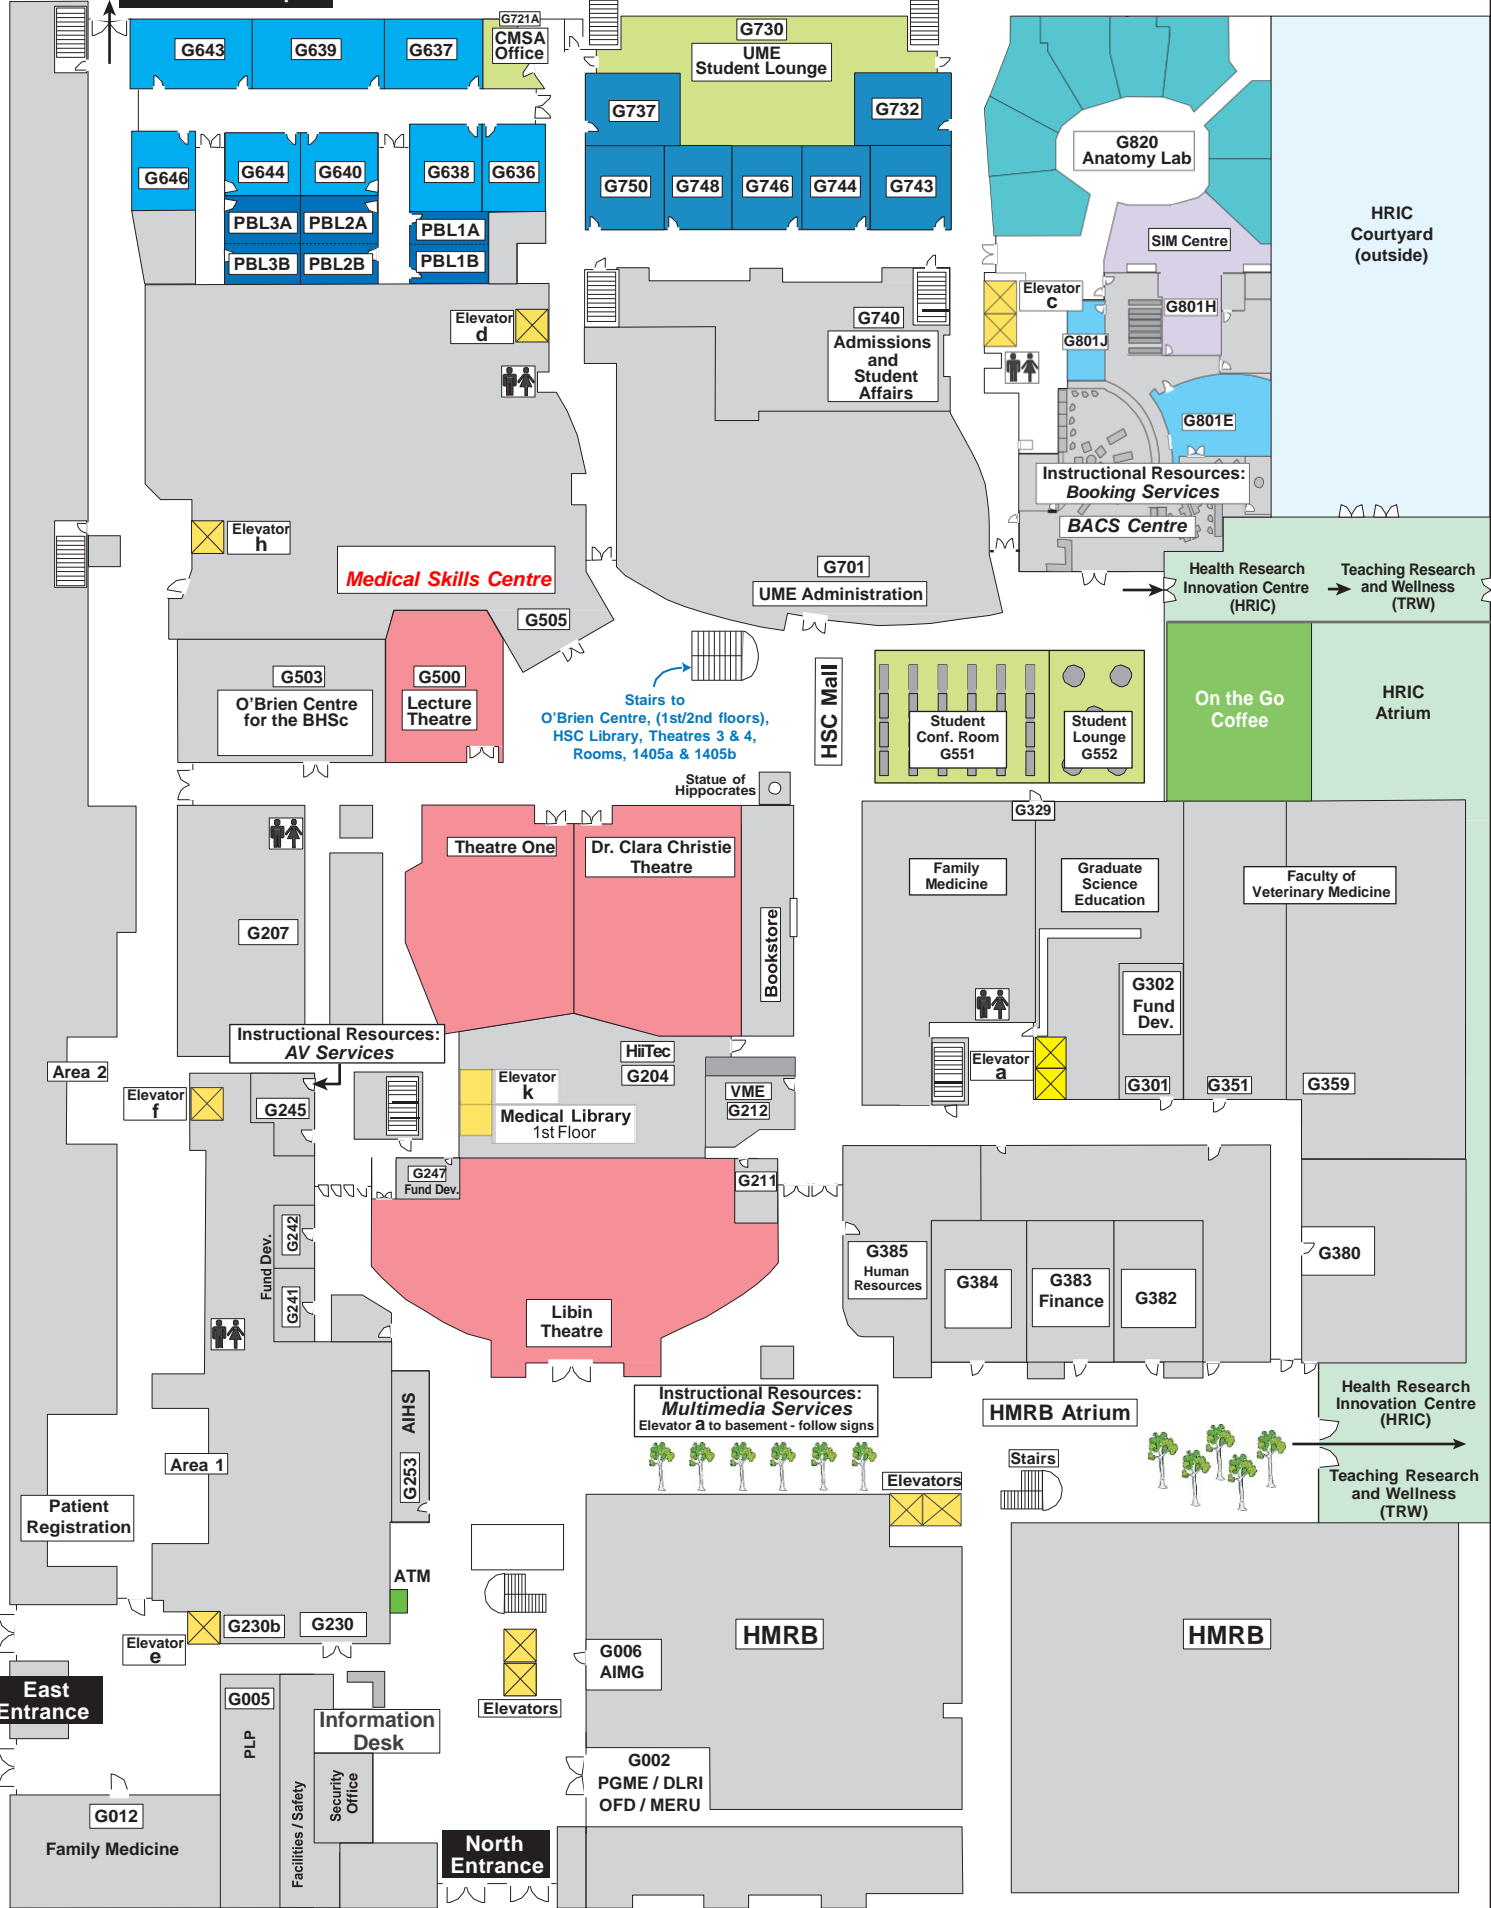 G721A
CMSA
Office
G643
G639
G637
G730
UME
Student Lounge
G737
G732
G646
G644
G640
G638
G636
G750
G748
G746
G744
G743
PBL3A
PBL2A
PBL1A
PBL3B
PBL2B
PBL1B
G820
Anatomy Lab
SIM Centre
HRIC
Courtyard
(outside)
Elevator
c
G801H
G801J
G801E
Elevator
d
G740
Admissions
and
Student
Affairs
Instructional Resources:
Booking Services
BACS Centre
Elevator
h
Medical Skills Centre
G505
G701
UME Administration
Health Research
Innovation Centre
(HRIC)
Teaching Research
and Wellness
(TRW)
G503
O'Brien Centre
for the BHSc
G500
Lecture
Theatre
Stairs to
O'Brien Centre, (1st/2nd floors),
HSC Library, Theatres 3 & 4,
Rooms, 1405a & 1405b
HSC Mall
Student
Conf. Room
G551
Student
Lounge
G552
On the Go
Coffee
HRIC
Atrium
Statue of
Hippocrates
G329
Theatre One
Dr. Clara Christie
Theatre
Bookstore
Family
Medicine
Graduate
Science
Education
Faculty of
Veterinary Medicine
G207
G302
Fund
Dev.
Instructional Resources:
AV Services
HiiTec
G204
Area 2
Elevator
f
G245
Elevator
k
Medical Library
1st Floor
VME
G212
Elevator
a
G301
G351
G359
G247
Fund Dev.
G211
G242
Fund Dev.
G241
Libin
Theatre
G385
Human
Resources
G384
G383
Finance
G382
G380
AIHS
G253
Instructional Resources:
Multimedia Services
Elevator a to basement - follow signs
HMRB Atrium
Health Research
Innovation Centre
(HRIC)
Teaching Research
and Wellness
(TRW)
Area 1
Elevators
Stairs
Patient
Registration
ATM
G230b
G230
Elevator
e
HMRB
HMRB
G006
AIMG
Elevators
East
Entrance
G005
PLP
Information
Desk
Facilities / Safety
Security
Office
G002
PGME / DLRI
OFD / MERU
G012
Family Medicine
North
Entrance